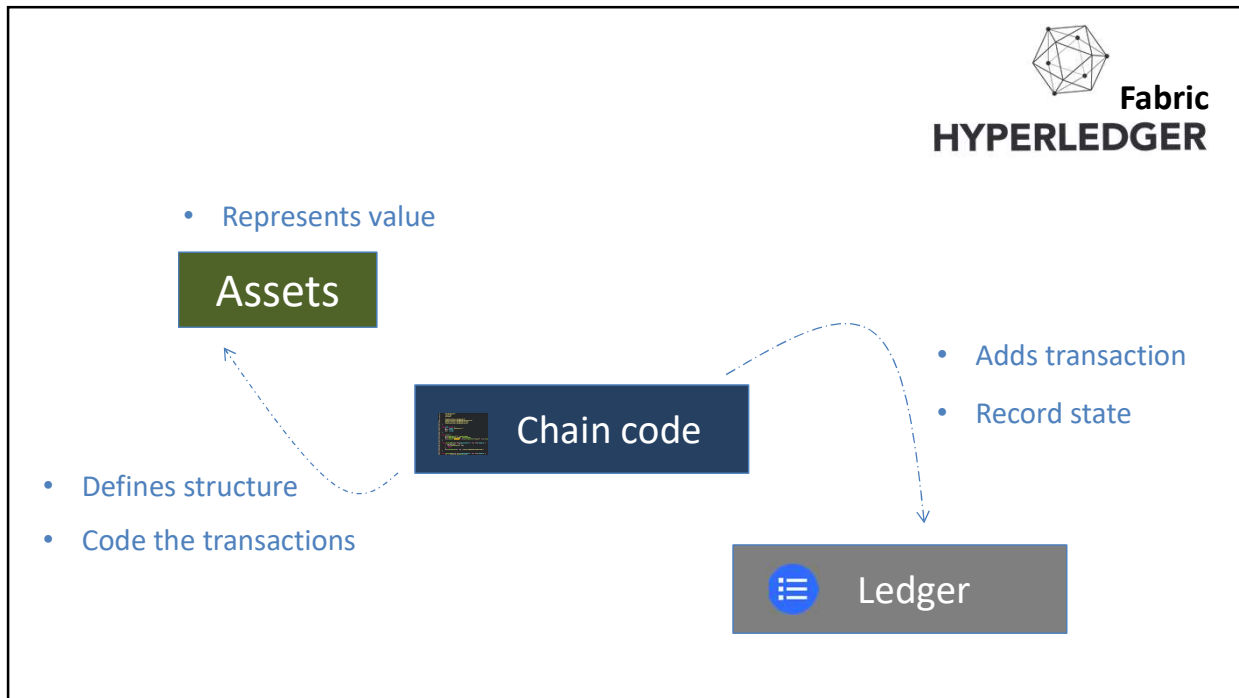 Fabric
HYPERLEDGER
• Represents value
Assets
• Adds transaction
• Record state
Chain code
• Defines structure
• Code the transactions
Ledger